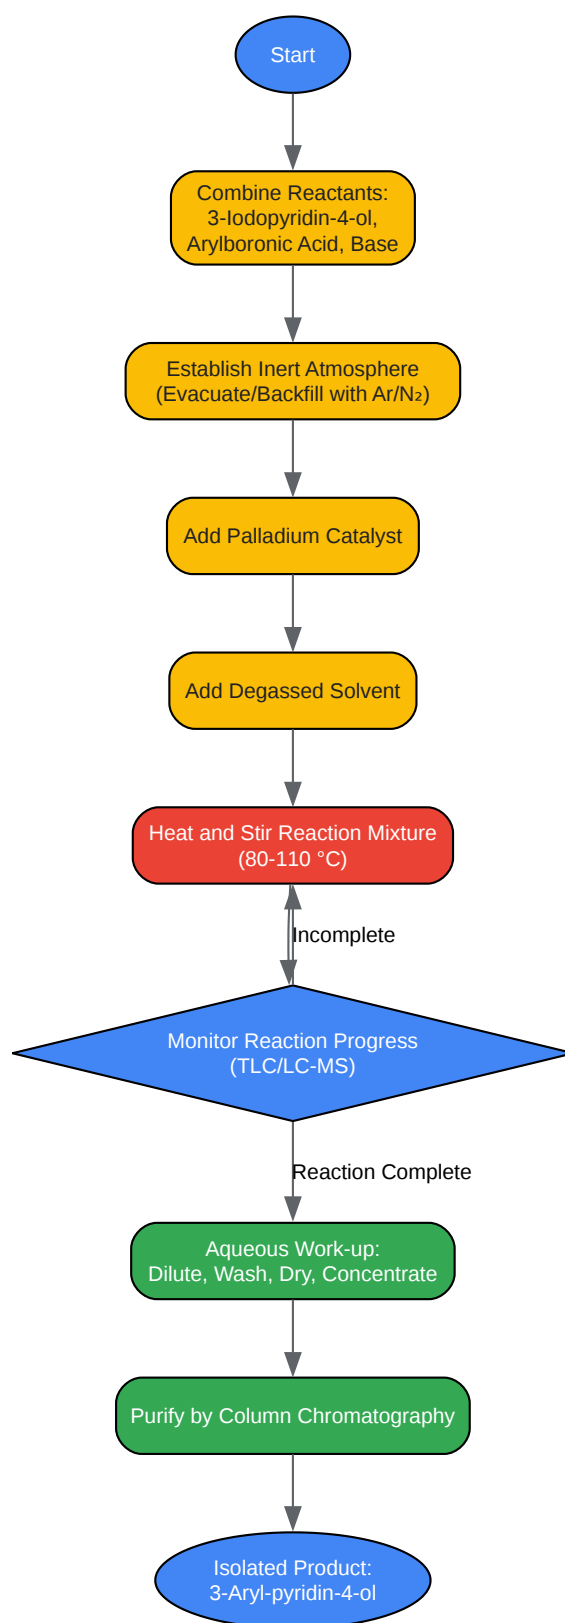 Start
Combine Reactants:
3-Iodopyridin-4-ol,
Arylboronic Acid, Base
Establish Inert Atmosphere
(Evacuate/Backfill with Ar/N₂)
Add Palladium Catalyst
Add Degassed Solvent
Heat and Stir Reaction Mixture
(80-110 °C)
Incomplete
Monitor Reaction Progress
(TLC/LC-MS)
Reaction Complete
Aqueous Work-up:
Dilute, Wash, Dry, Concentrate
Purify by Column Chromatography
Isolated Product:
3-Aryl-pyridin-4-ol